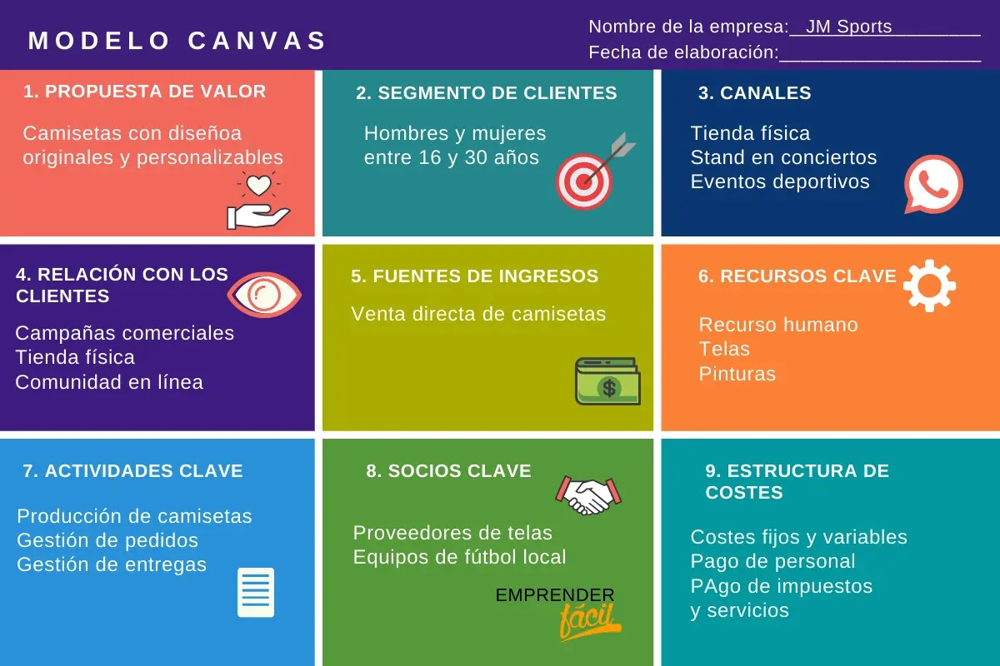 MODELO CANVAS
Nombre de la empresa:__JM Sports________
Fecha de elaboración:___________________
1. PROPUESTA DE VALOR
Camisetas con diseñoa
originales y personalizables
2. SEGMENTO DE CLIENTES
Hombres y mujeres
entre 16 y 30 años
3. CANALES
Tienda física
Stand en conciertos
Eventos deportivos
4. RELACIÓN CON LOS
CLIENTES
Campañas comerciales
Tienda física
Comunidad en línea
5. FUENTES DE INGRESOS
Venta directa de camisetas
$
6. RECURSOS CLAVE
Recurso humano
Telas
Pinturas
7. ACTIVIDADES CLAVE
Producción de camisetas
Gestión de pedidos
Gestión de entregas
8. SOCIOS CLAVE
Proveedores de telas
Equipos de fútbol local
EMPRENDER
fácil
9. ESTRUCTURA DE
COSTES
Costes fijos y variables
Pago de personal
PAgo de impuestos
y servicios